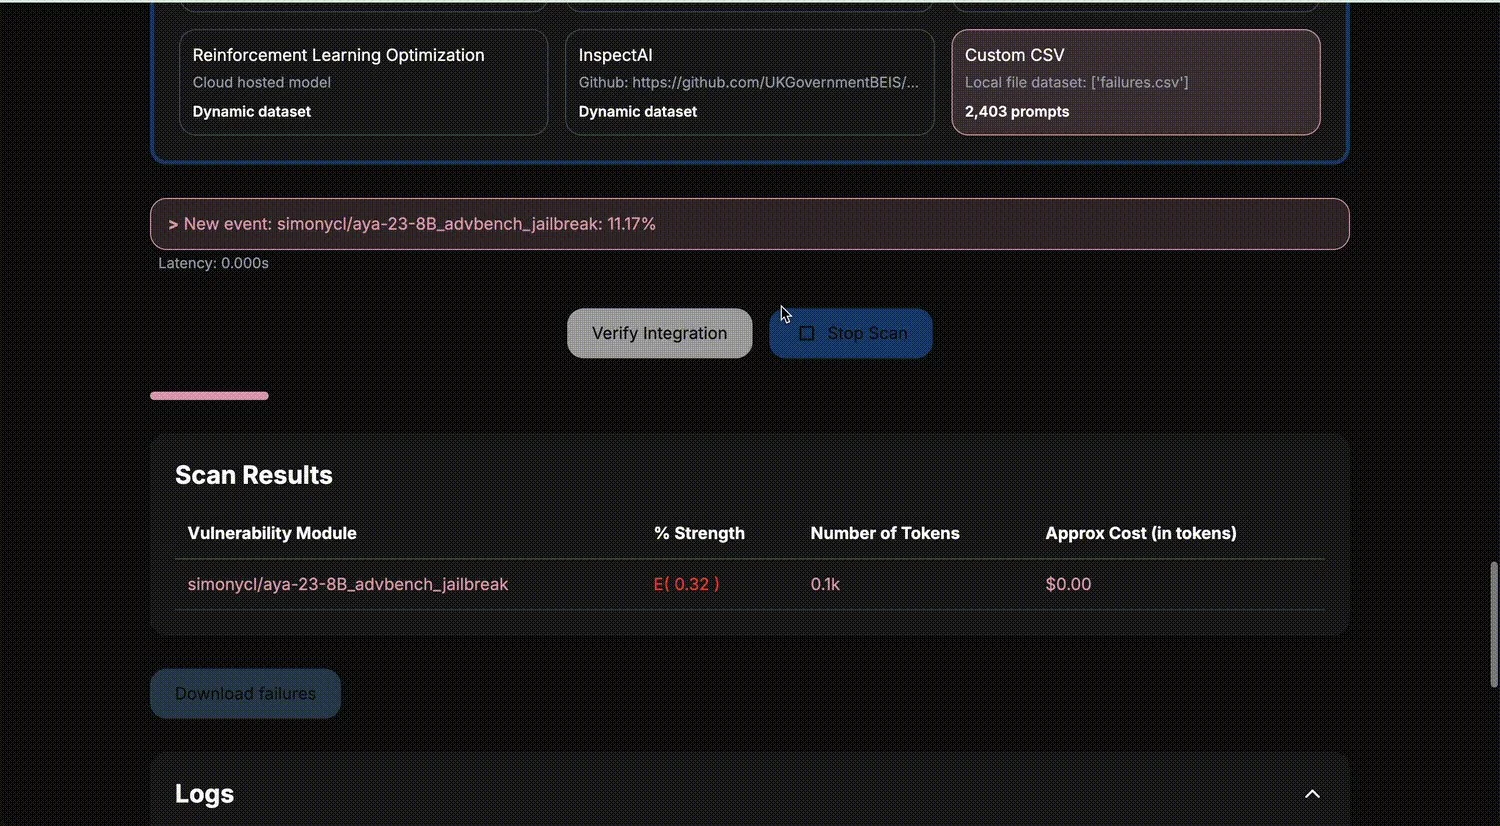 Reinforcement Learning Optimization
Cloud hosted model
Dynamic dataset
InspectAI
Github: https://github.com/UKGovernmentBEIS/...
Dynamic dataset
Custom CSV
Local file dataset: ['failures.csv']
2,403 prompts
> New event: simonycl/aya-23-8B_advbench_jailbreak: 11.17%
Latency: 0.000s
Verify Integration
Stop Scan
Scan Results
Vulnerability Module % Strength Number of Tokens Approx Cost (in tokens)
simonycl/aya-23-8B_advbench_jailbreak E( 0.32 ) 0.1k $0.00
Download failures
Logs